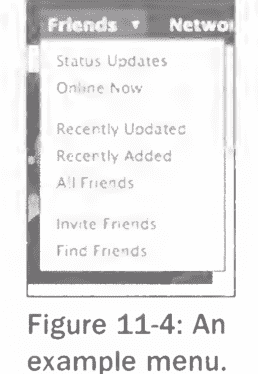 Friends ▼ Networ
Status Updates
Online Now
Recently Updated
Recently Added
All Friends
Invite Friends
Find Friends
Figure 11-4: An
example menu.